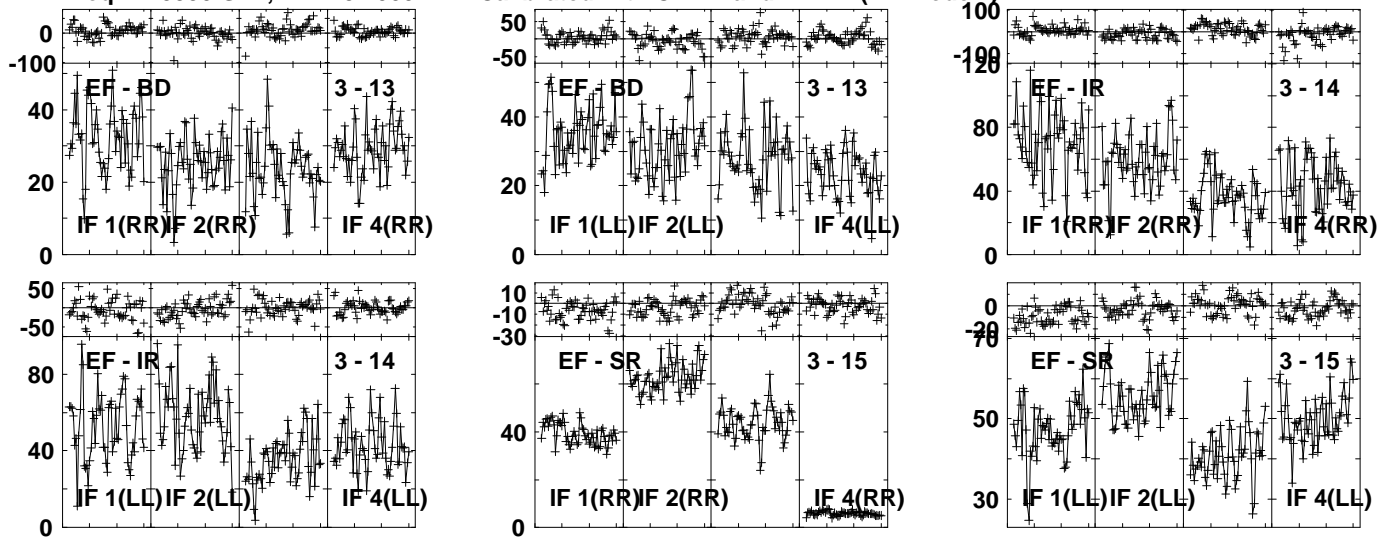 0
-100
EF - BD 3 - 13
40
20
IF 1(RR) IF 2(RR) IF 4(RR)
0
50
-50
EF - BD 3 - 13
40
20
IF 1(LL) IF 2(LL) IF 4(LL)
0
100
-100
120
EF - IR 3 - 14
80
40
IF 1(RR) IF 2(RR) IF 4(RR)
0
50
-50
EF - IR 3 - 14
80
40
IF 1(LL) IF 2(LL) IF 4(LL)
0
10
-10
-30
EF - SR 3 - 15
40
IF 1(RR) IF 2(RR) IF 4(RR)
0
0
-20
70
EF - SR 3 - 15
50
30
IF 1(LL) IF 2(LL) IF 4(LL)